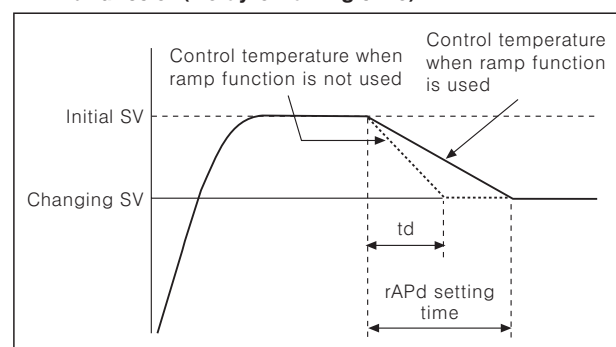 Control temperature when
ramp function is not used
Control temperature
when ramp function
is used
Initial SV
Changing SV
td
rAPd setting
time